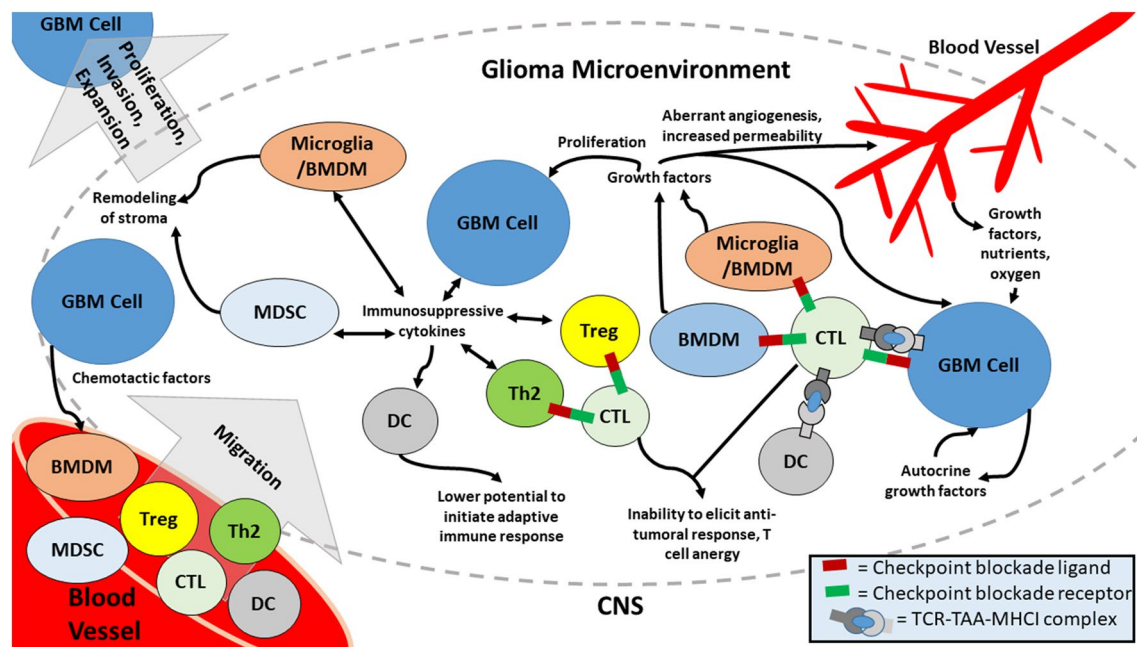 GBM Cell
Proliferation,
Invasion,
Expansion
Glioma Microenvironment
Blood Vessel
Aberrant angiogenesis,
increased permeability
Proliferation
Growth factors
Microglia
/BMDM
Remodeling
of stroma
GBM Cell
Growth
factors,
nutrients,
oxygen
Microglia
/BMDM
GBM Cell
MDSC
Immunosuppressive
cytokines
Treg
BMDM
CTL
GBM Cell
Chemotactic factors
Th2
CTL
DC
DC
Migration
BMDM
Treg
Th2
MDSC
CTL
DC
Blood
Vessel
Lower potential to
initiate adaptive
immune response
Inability to elicit anti-
tumoral response, T
cell anergy
Autocrine
growth factors
CNS
= Checkpoint blockade ligand
= Checkpoint blockade receptor
= TCR-TAA-MHCI complex